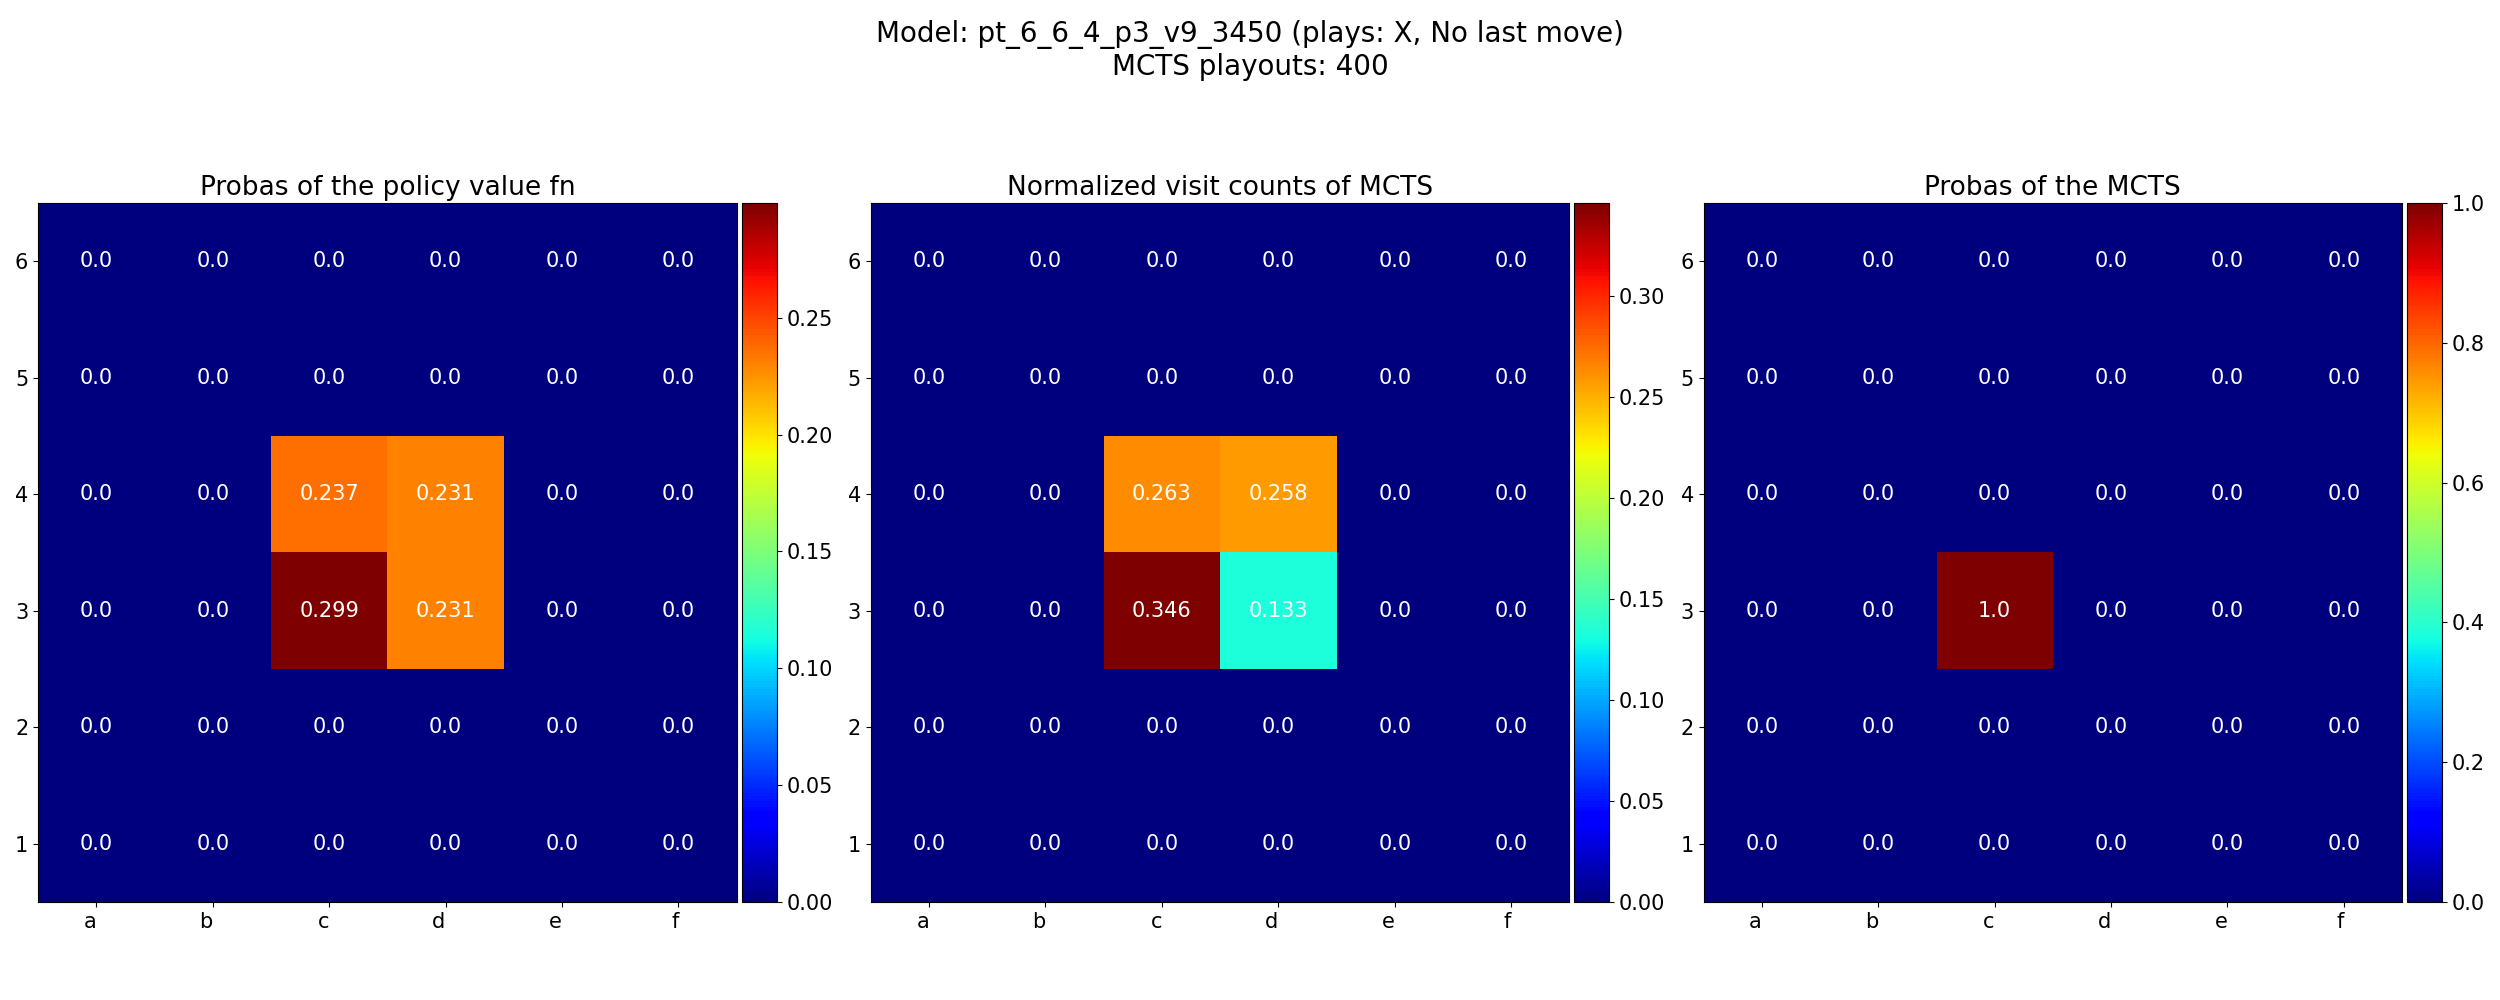 Model: pt_6_6_4_p3_v9_3450 (plays: X, No last move)
MCTS playouts: 400
Probas of the policy value fn
6 0.0 0.0 0.0 0.0 0.0 0.0
5 0.0 0.0 0.0 0.0 0.0 0.0
4 0.0 0.0 0.237 0.231 0.0 0.0
3 0.0 0.0 0.299 0.231 0.0 0.0
2 0.0 0.0 0.0 0.0 0.0 0.0
1 0.0 0.0 0.0 0.0 0.0 0.0
a b c d e f
0.25
0.20
0.15
0.10
0.05
0.00
Normalized visit counts of MCTS
6 0.0 0.0 0.0 0.0 0.0 0.0
5 0.0 0.0 0.0 0.0 0.0 0.0
4 0.0 0.0 0.263 0.258 0.0 0.0
3 0.0 0.0 0.346 0.133 0.0 0.0
2 0.0 0.0 0.0 0.0 0.0 0.0
1 0.0 0.0 0.0 0.0 0.0 0.0
a b c d e f
0.30
0.25
0.20
0.15
0.10
0.05
0.00
Probas of the MCTS
6 0.0 0.0 0.0 0.0 0.0 0.0
5 0.0 0.0 0.0 0.0 0.0 0.0
4 0.0 0.0 0.0 0.0 0.0 0.0
3 0.0 0.0 1.0 0.0 0.0 0.0
2 0.0 0.0 0.0 0.0 0.0 0.0
1 0.0 0.0 0.0 0.0 0.0 0.0
a b c d e f
1.0
0.8
0.6
0.4
0.2
0.0